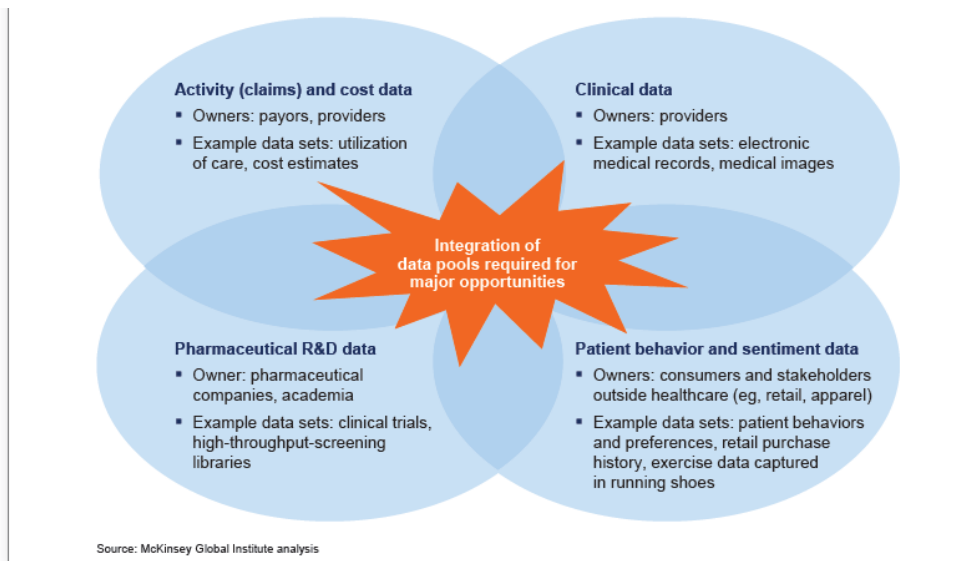 Activity (claims) and cost data
▪ Owners: payors, providers
▪ Example data sets: utilization
of care, cost estimates
Clinical data
▪ Owners: providers
▪ Example data sets: electronic
medical records, medical images
Integration of
data pools required for
major opportunities
Pharmaceutical R&D data
▪ Owner: pharmaceutical
companies, academia
▪ Example data sets: clinical trials,
high-throughput-screening
libraries
Patient behavior and sentiment data
▪ Owners: consumers and stakeholders
outside healthcare (eg, retail, apparel)
▪ Example data sets: patient behaviors
and preferences, retail purchase
history, exercise data captured
in running shoes
Source: McKinsey Global Institute analysis